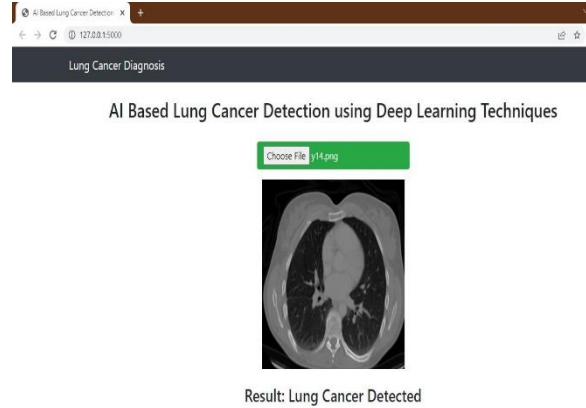 AI Based Lung Cancer Detection
127.0.0.1:5000
Lung Cancer Diagnosis
AI Based Lung Cancer Detection using Deep Learning Techniques
Choose File y14.png
Result: Lung Cancer Detected